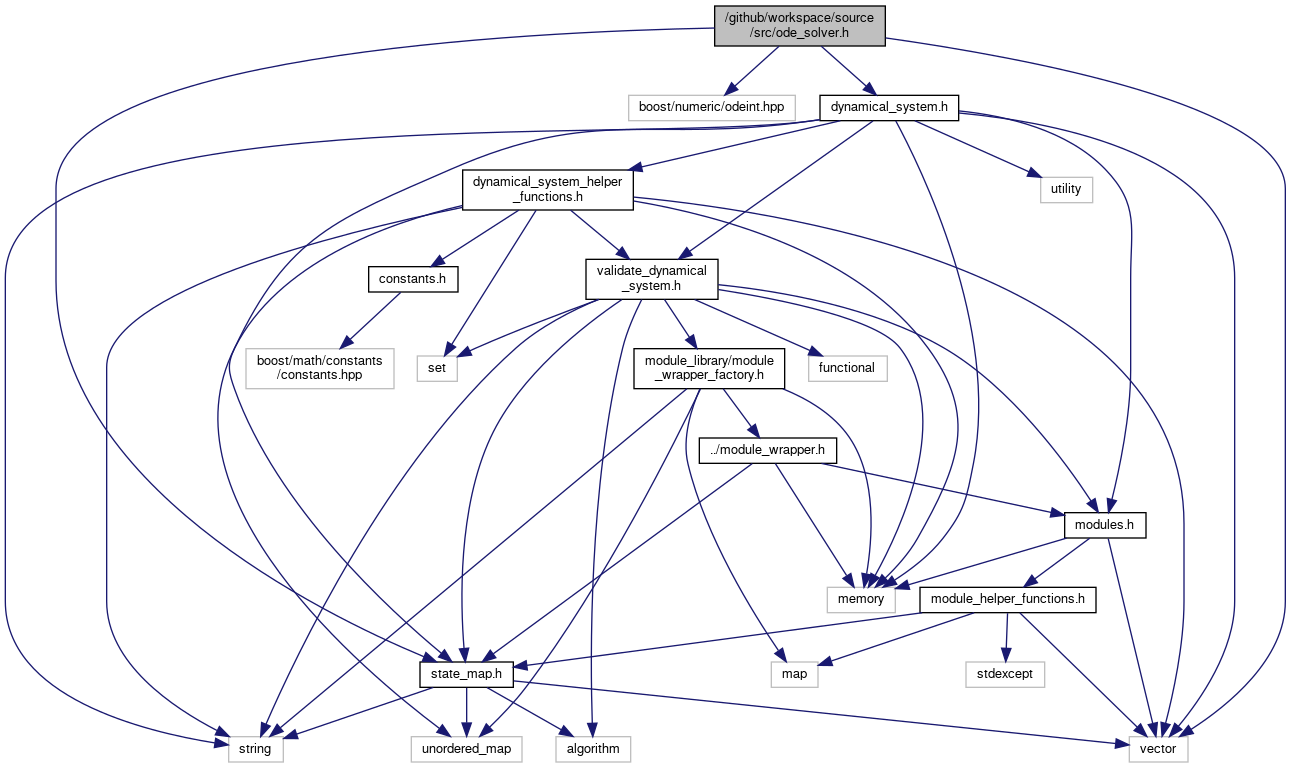 /github/workspace/source
/src/ode_solver.h
boost/numeric/odeint.hpp
dynamical_system.h
dynamical_system_helper
_functions.h
utility
constants.h
validate_dynamical
_system.h
boost/math/constants
/constants.hpp
set
module_library/module
_wrapper_factory.h
functional
../module_wrapper.h
modules.h
memory
module_helper_functions.h
state_map.h
map
stdexcept
string
unordered_map
algorithm
vector